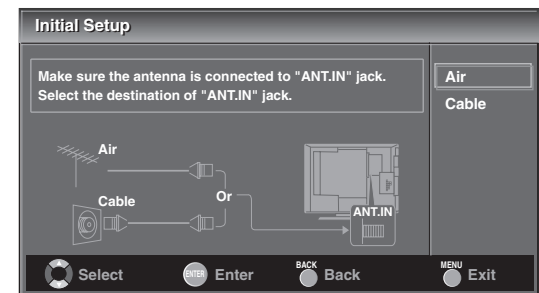 Initial Setup
Make sure the antenna is connected to "ANT.IN" jack.
Select the destination of "ANT.IN" jack.
Air
Cable
Air
Cable
Or
ANT.IN
Select
ENTER Enter
BACK Back
MENU Exit